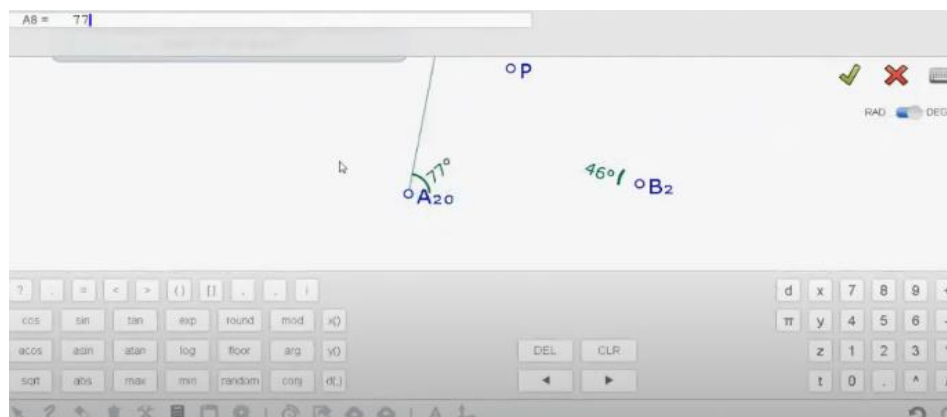 A8 = 77
P
RAD DEG
77°
46°
A20
B2
? . = < > () [] , . i d x 7 8 9
cos sin tan exp round mod x() π y 4 5 6
acos asin atan log floor arg y() DEL CLR z 1 2 3
sqrt abs max min random conj d(,) ◄ ► t 0 . ^